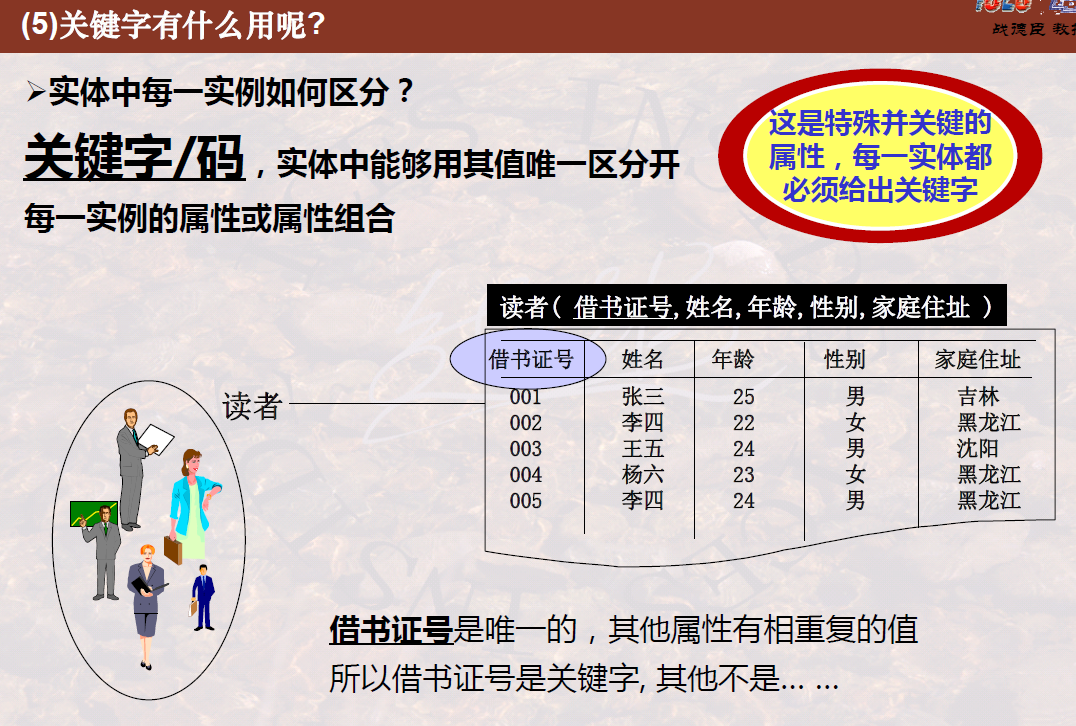 (5)关键字有什么用呢?
战德臣 教
➢实体中每一实例如何区分？
关键字/码，实体中能够用其值唯一区分开
每一实例的属性或属性组合
这是特殊并关键的
属性，每一实体都
必须给出关键字
读者( 借书证号,姓名,年龄,性别,家庭住址 )
读者
借书证号 姓名 年龄 性别 家庭住址
001 张三 25 男 吉林
002 李四 22 女 黑龙江
003 王五 24 男 沈阳
004 杨六 23 女 黑龙江
005 李四 24 男 黑龙江
借书证号是唯一的，其他属性有相重复的值
所以借书证号是关键字, 其他不是... ...